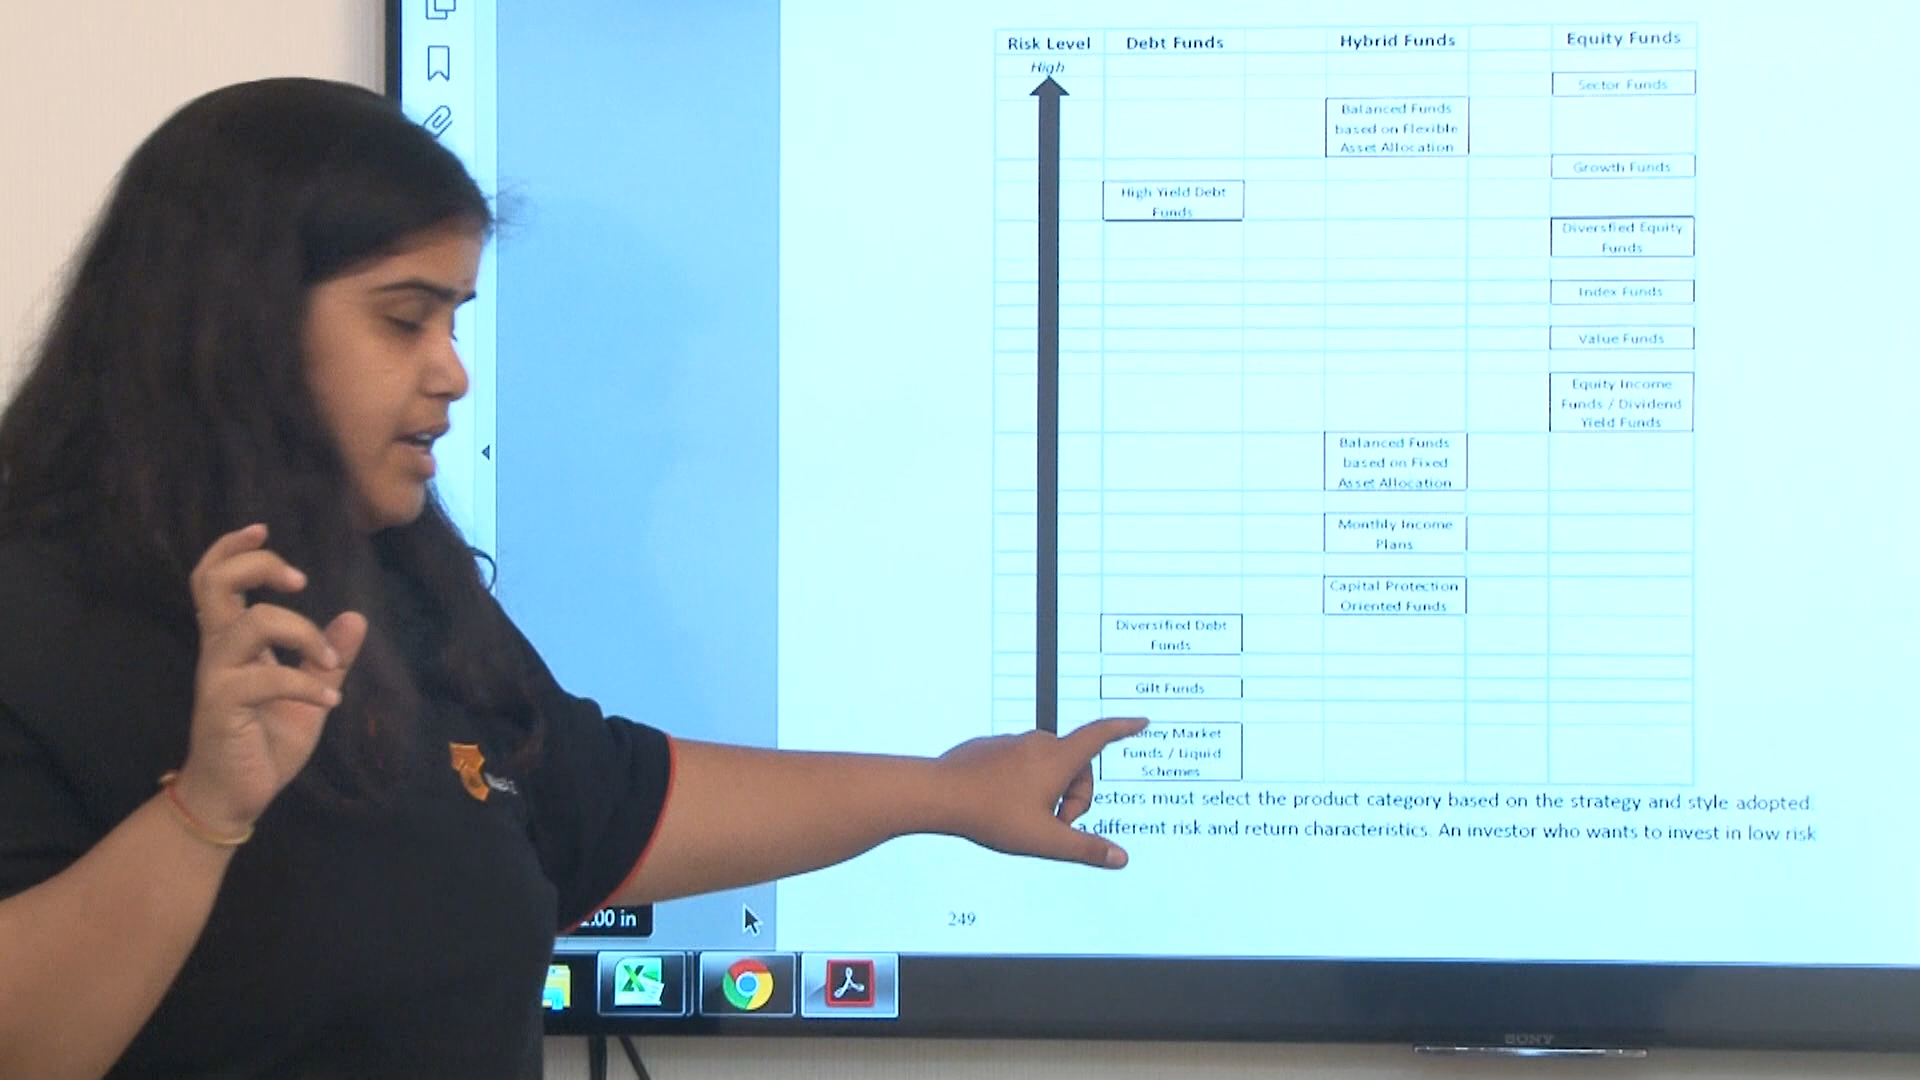 Risk Level Debt Funds Hybrid Funds Equity Funds
High
Sector Funds
Balanced Funds
based on Flexible
Asset Allocation
Growth Funds
High Yield Debt
Funds
Diversfied Equity
Funds
Index Funds
Value Funds
Equity Income
Funds / Dividend
Yield Funds
Balanced Funds
based on Fixed
Asset Allocation
Monthly Income
Plans
Capital Protection
Oriented Funds
Diversified Debt
Funds
Gilt Funds
Market
Funds / Liquid
Schemes
must select the product category based on the strategy and style adopted
different risk and return characteristics. An investor who wants to invest in low risk
.00 in
249
SONY